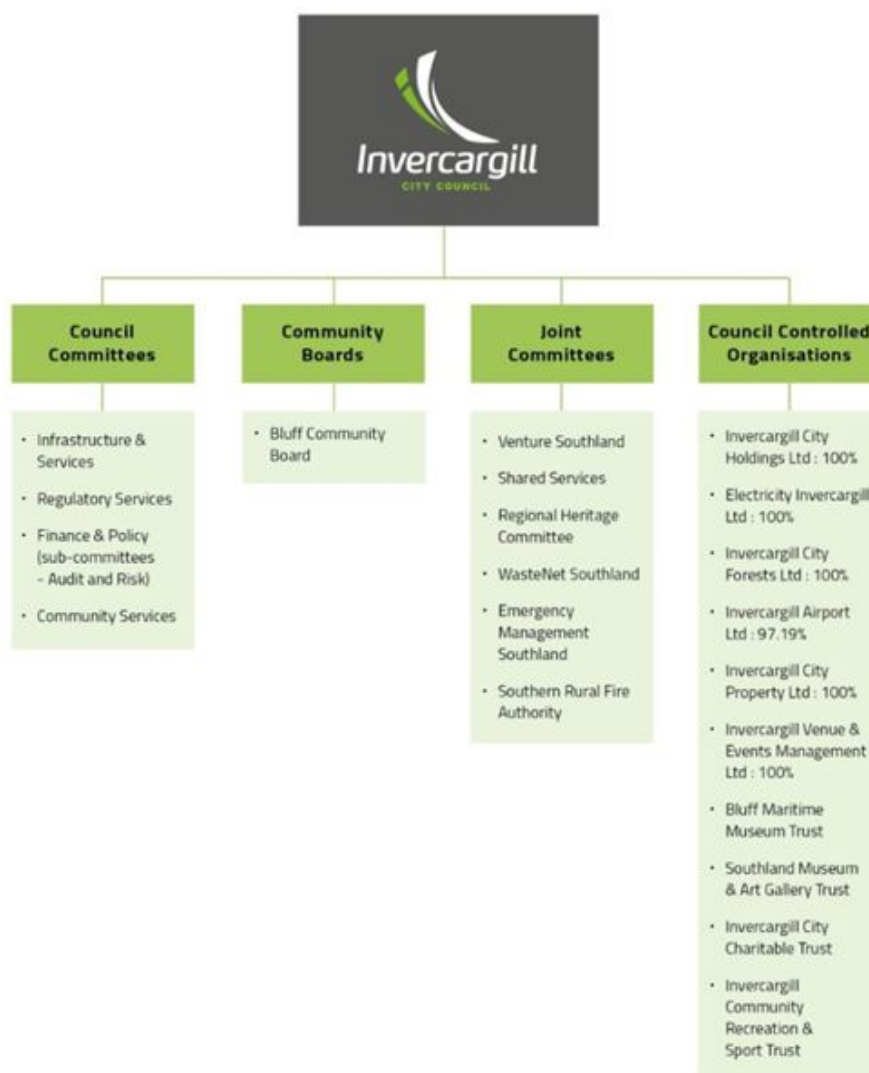 Invercargill
CITY COUNCIL
Council
Committees
• Infrastructure &
Services
• Regulatory Services
• Finance & Policy
(sub-committees
- Audit and Risk)
• Community Services
Community
Boards
• Bluff Community
Board
Joint
Committees
• Venture Southland
• Shared Services
• Regional Heritage
Committee
• WasteNet Southland
• Emergency
Management
Southland
• Southern Rural Fire
Authority
Council Controlled
Organisations
• Invercargill City
Holdings Ltd : 100%
• Electricity Invercargill
Ltd : 100%
• Invercargill City
Forests Ltd : 100%
• Invercargill Airport
Ltd : 97.19%
• Invercargill City
Property Ltd : 100%
• Invercargill Venue &
Events Management
Ltd : 100%
• Bluff Maritime
Museum Trust
• Southland Museum
& Art Gallery Trust
• Invercargill City
Charitable Trust
• Invercargill
Community
Recreation &
Sport Trust